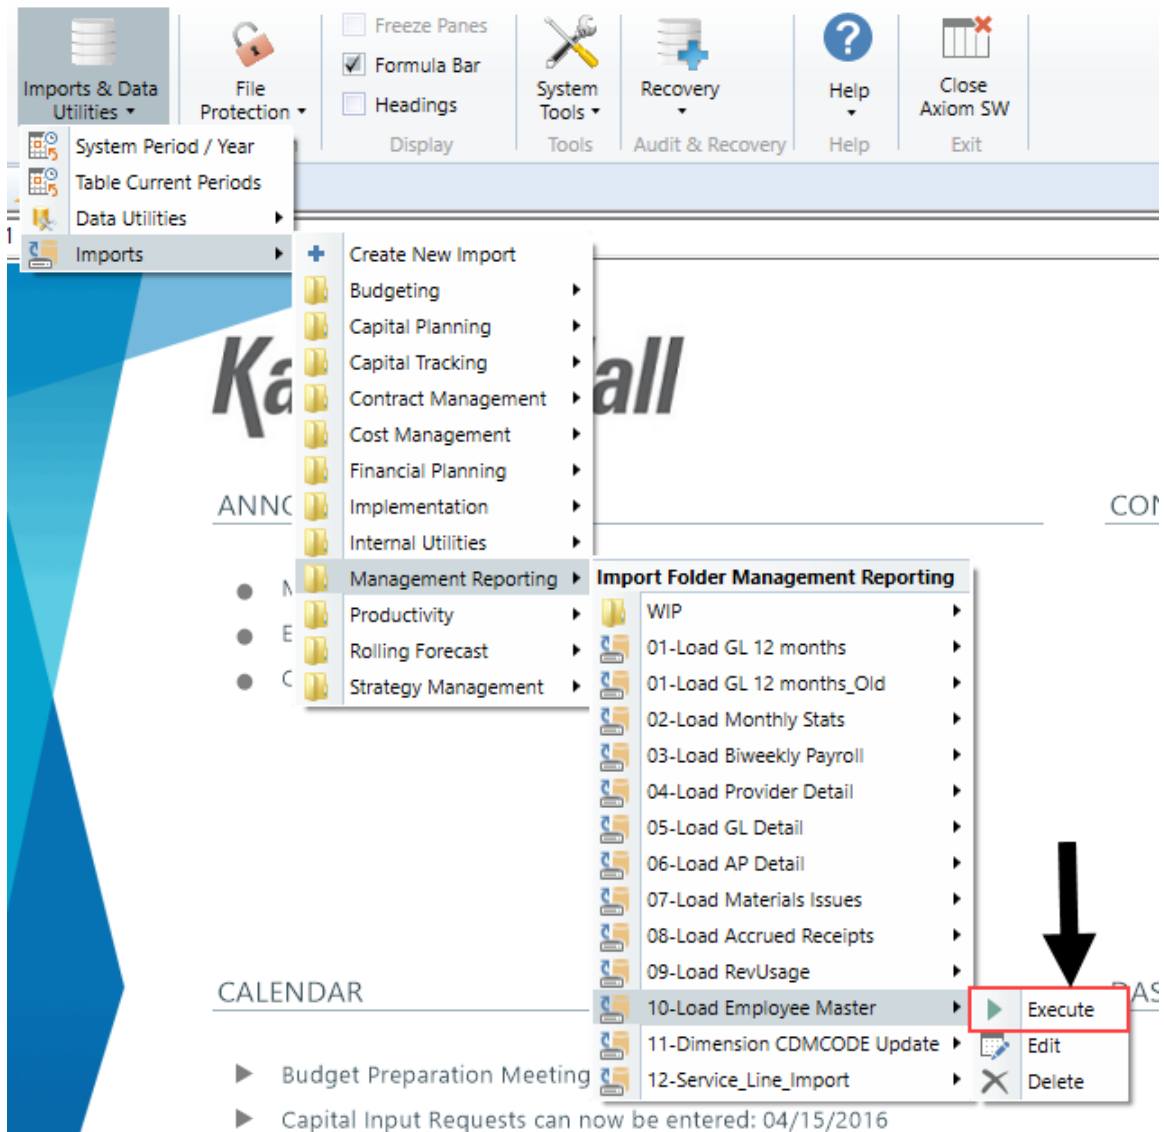 Freeze Panes
Formula Bar
Headings
Imports & Data
Utilities
File
Protection
System
Tools
Recovery
Help
Close
Axiom SW
Display
Tools
Audit & Recovery
Help
Exit
System Period / Year
Table Current Periods
Data Utilities
Imports
1
Create New Import
Budgeting
Capital Planning
Capital Tracking
Contract Management
Cost Management
Financial Planning
Implementation
Internal Utilities
Management Reporting
Productivity
Rolling Forecast
Strategy Management
Ka
all
ANNO
CON
Import Folder Management Reporting
WIP
01-Load GL 12 months
01-Load GL 12 months_Old
02-Load Monthly Stats
03-Load Biweekly Payroll
04-Load Provider Detail
05-Load GL Detail
06-Load AP Detail
07-Load Materials Issues
08-Load Accrued Receipts
09-Load RevUsage
10-Load Employee Master
11-Dimension CDMCODE Update
12-Service_Line_Import
Execute
Edit
Delete
CALENDAR
DAS
Budget Preparation Meeting
Capital Input Requests can now be entered: 04/15/2016